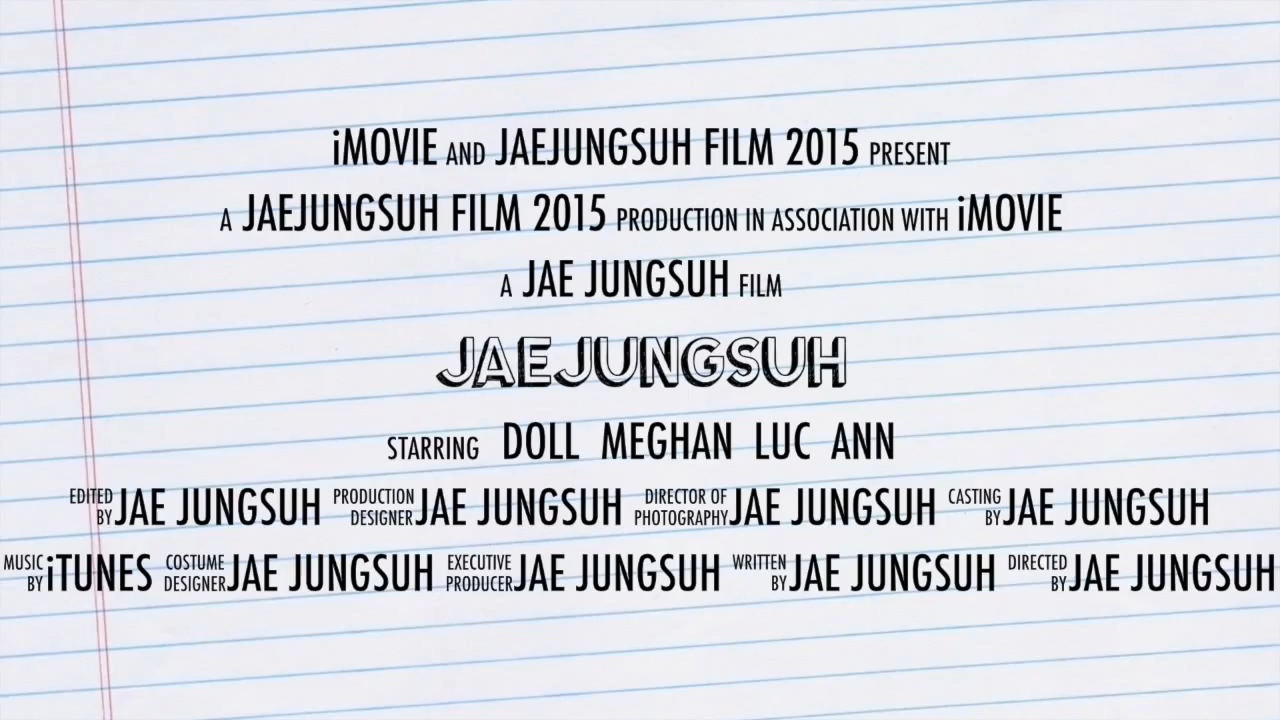 iMOVIE AND JAEJUNGSUH FILM 2015 PRESENT
A JAEJUNGSUH FILM 2015 PRODUCTION IN ASSOCIATION WITH iMOVIE
A JAE JUNGSUH FILM
JAEJUNGSUH
STARRING DOLL MEGHAN LUC ANN
EDITED BY JAE JUNGSUH PRODUCTION DESIGNER JAE JUNGSUH DIRECTOR OF PHOTOGRAPHY JAE JUNGSUH CASTING BY JAE JUNGSUH
MUSIC BY iTUNES COSTUME DESIGNER JAE JUNGSUH EXECUTIVE PRODUCER JAE JUNGSUH WRITTEN BY JAE JUNGSUH DIRECTED BY JAE JUNGSUH